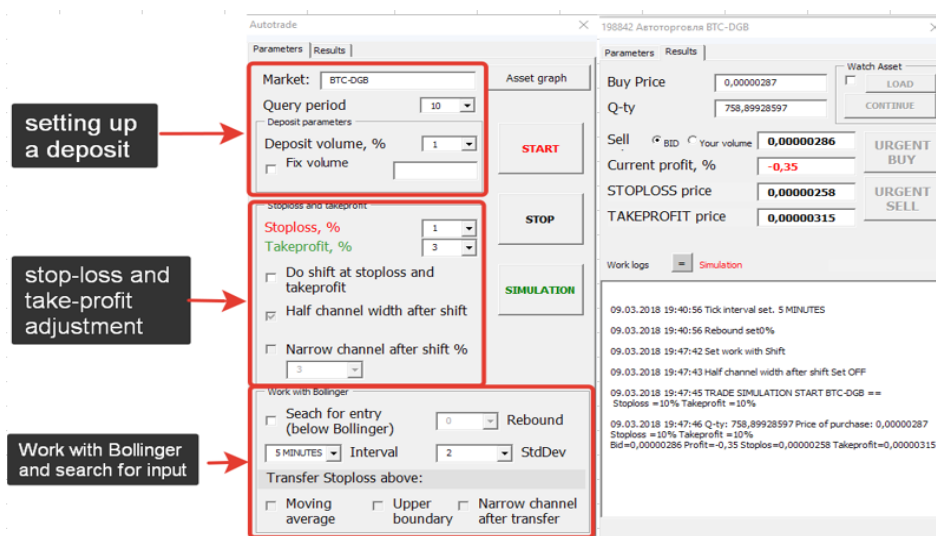 setting up
a deposit
stop-loss and
take-profit
adjustment
Work with Bollinger
and search for input
Autotrade
Parameters Results
Market: BTC-DGB
Asset graph
Query period 10
Deposit parameters
Deposit volume, % 1
Fix volume
START
Stoploss and takeprofit
Stoploss, % 1
Takeprofit, % 3
STOP
Do shift at stoploss and
takeprofit
Half channel width after shift
SIMULATION
Narrow channel after shift %
3
Work with Bollinger
Seach for entry
(below Bollinger)
0 Rebound
5 MINUTES Interval 2 StdDev
Transfer Stoploss above:
Moving
average
Upper
boundary
Narrow channel
after transfer
198842 Автоторговля BTC-DGB
Parameters Results
Watch Asset
Buy Price 0,00000287
LOAD
Q-ty 758,89928597
CONTINUE
Sell BID Your volume 0,00000286
URGENT
BUY
Current profit, % -0,35
STOPLOSS price 0,00000258
URGENT
SELL
TAKEPROFIT price 0,00000315
Work logs = Simulation
09.03.2018 19:40:56 Tick interval set. 5 MINUTES
09.03.2018 19:40:56 Rebound set0%
09.03.2018 19:47:42 Set work with Shift
09.03.2018 19:47:43 Half channel width after shift Set OFF
09.03.2018 19:47:45 TRADE SIMULATION START BTC-DGB ==
Stoploss =10% Takeprofit =10%
09.03.2018 19:47:46 Q-ty: 758,89928597 Price of purchase: 0,00000287
Stoploss =10% Takeprofit =10%
Bid=0,00000286 Profit=-0,35 Stoplos=0,00000258 Takeprofit=0,00000315